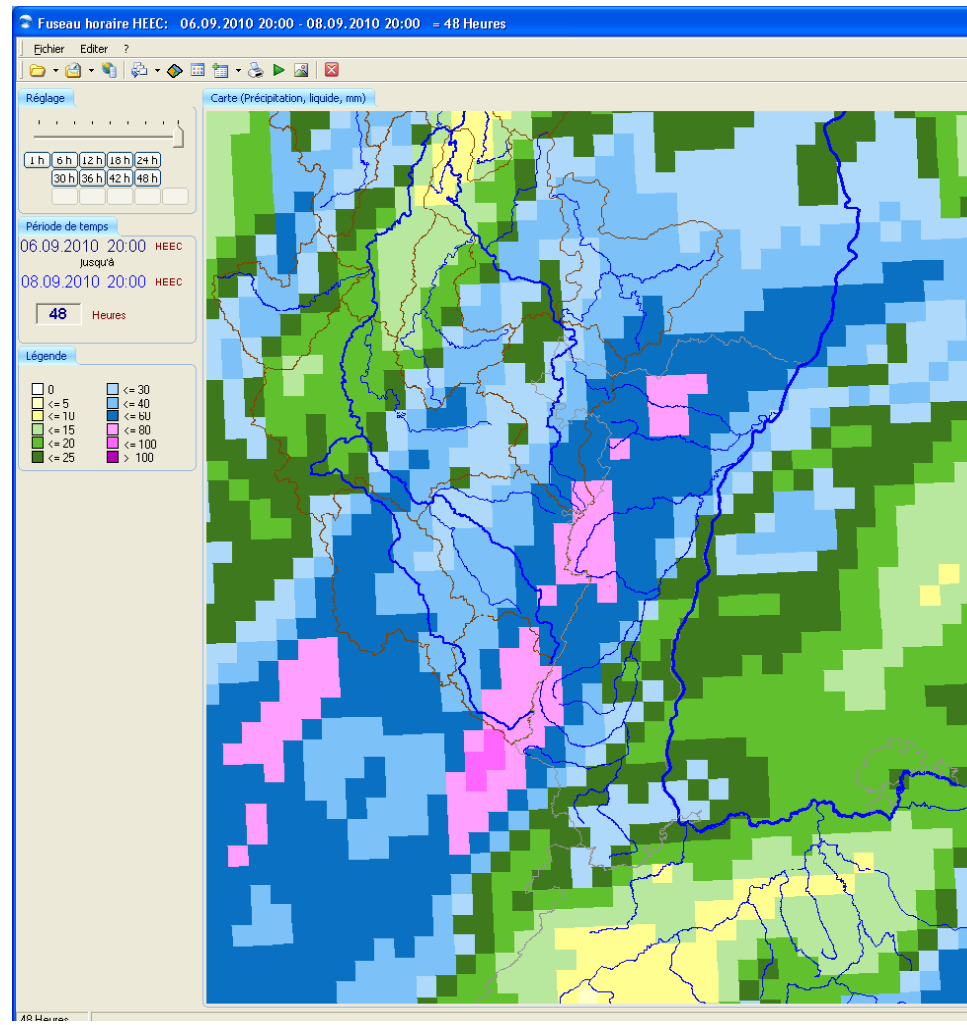 Fuseau horaire HEEC: 06.09.2010 20:00 - 08.09.2010 20:00 = 48 Heures
Fichier Editer ?
Réglage
1 h 6 h 12 h 18 h 24 h
30 h 36 h 42 h 48 h
Période de temps
06.09.2010 20:00 HEEC
jusqu'à
08.09.2010 20:00 HEEC
48 Heures
Légende
0 <= 30
<= 5 <= 40
<= 10 <= 60
<= 15 <= 80
<= 20 <= 100
<= 25 > 100
Carte (Précipitation, liquide, mm)
48 Heures